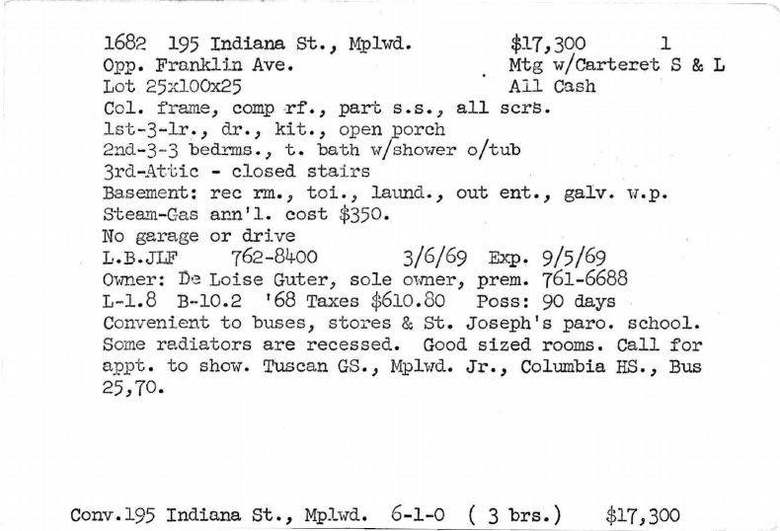 1682 195 Indiana St., Mplwd. $17,300 1
Opp. Franklin Ave. Mtg w/Carteret S & L
Lot 25x100x25 All Cash
Col. frame, comp rf., part s.s., all scrs.
1st-3-lr., dr., kit., open porch
2nd-3-3 bedrms., t. bath w/shower o/tub
3rd-Attic - closed stairs
Basement: rec rm., toi., laund., out ent., galv. w.p.
Steam-Gas ann'l. cost $350.
No garage or drive
L.B.JLF 762-8400 3/6/69 Exp. 9/5/69
Owner: De Loise Guter, sole owner, prem. 761-6688
L-1.8 B-10.2 '68 Taxes $610.80 Poss: 90 days
Convenient to buses, stores & St. Joseph's paro. school.
Some radiators are recessed. Good sized rooms. Call for
appt. to show. Tuscan GS., Mplwd. Jr., Columbia HS., Bus
25,70.
Conv.195 Indiana St., Mplwd. 6-1-0 ( 3 brs.) $17,300